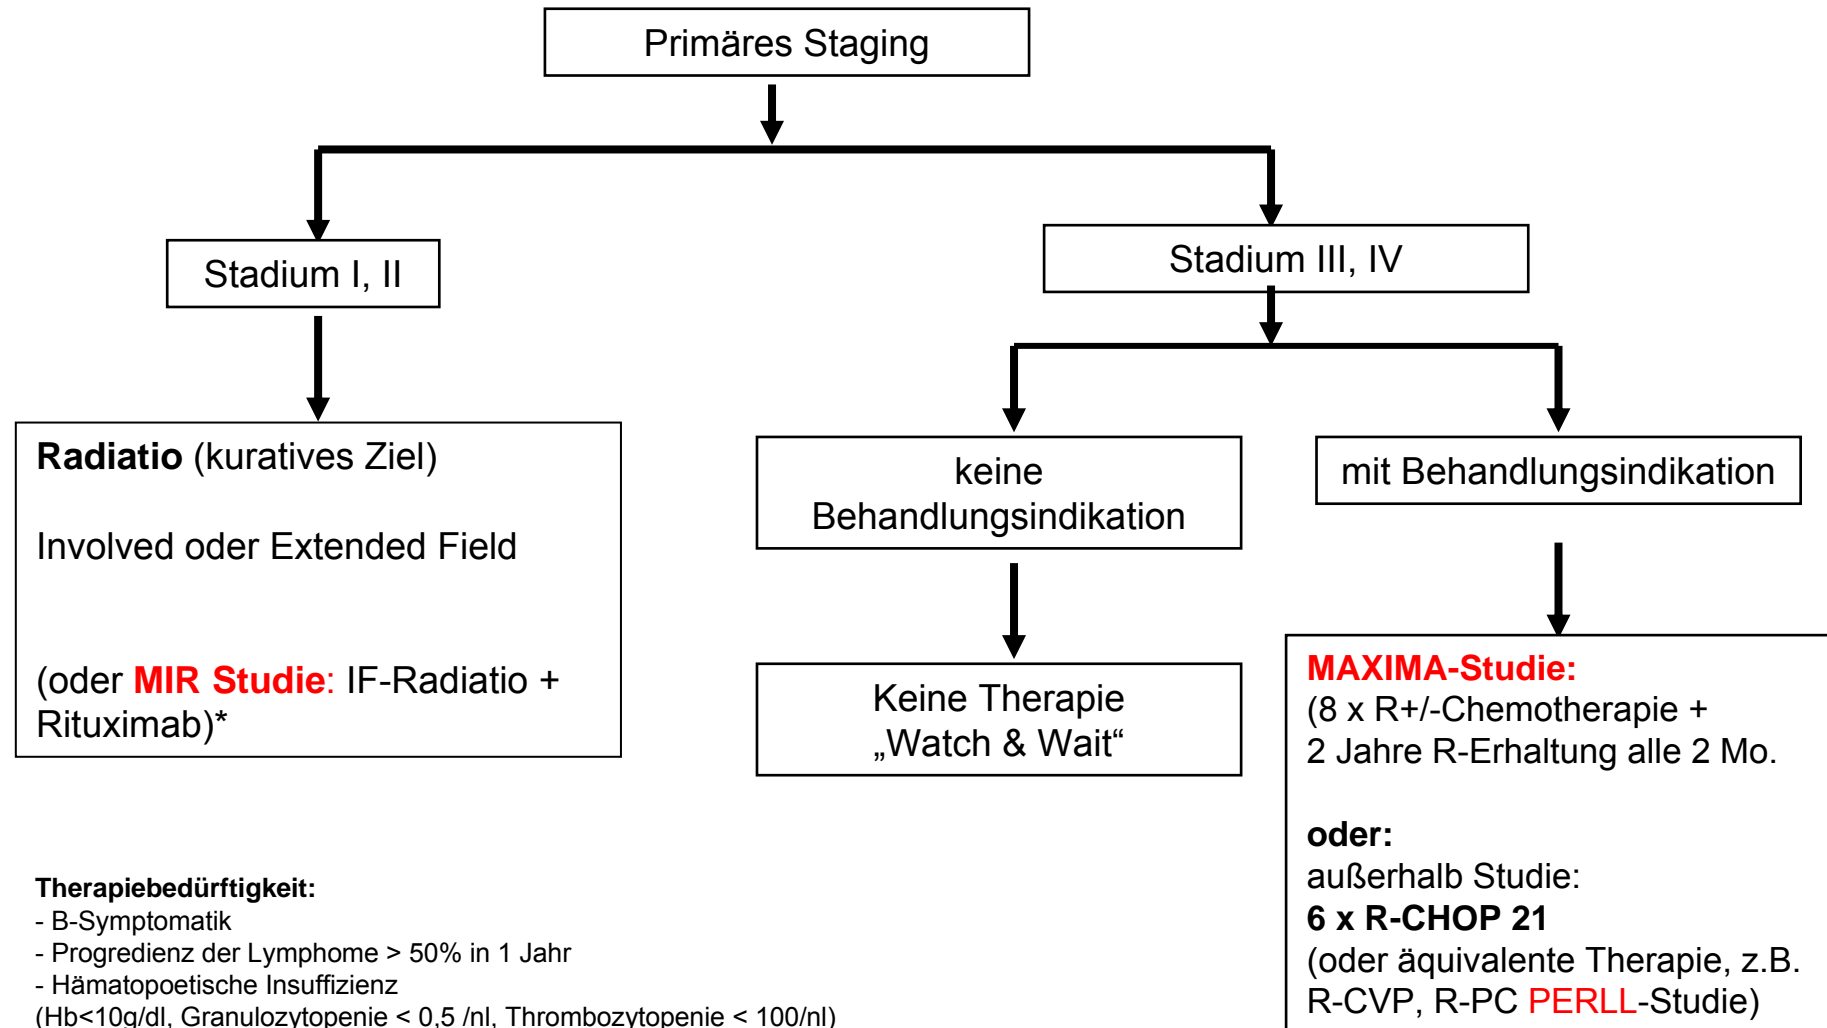 Primäres Staging
Stadium I, II
Stadium III, IV
Radiatio (kuratives Ziel)
Involved oder Extended Field
(oder MIR Studie: IF-Radiatio +
Rituximab)*
keine
Behandlungsindikation
mit Behandlungsindikation
Keine Therapie
„Watch & Wait“
MAXIMA-Studie:
(8 x R+/-Chemotherapie +
2 Jahre R-Erhaltung alle 2 Mo.
oder:
außerhalb Studie:
6 x R-CHOP 21
(oder äquivalente Therapie, z.B.
R-CVP, R-PC PERLL-Studie)
Therapiebedürftigkeit:
- B-Symptomatik
- Progredienz der Lymphome > 50% in 1 Jahr
- Hämatopoetische Insuffizienz
(Hb<10g/dl, Granulozytopenie < 0,5 /nl, Thrombozytopenie < 100/nl)